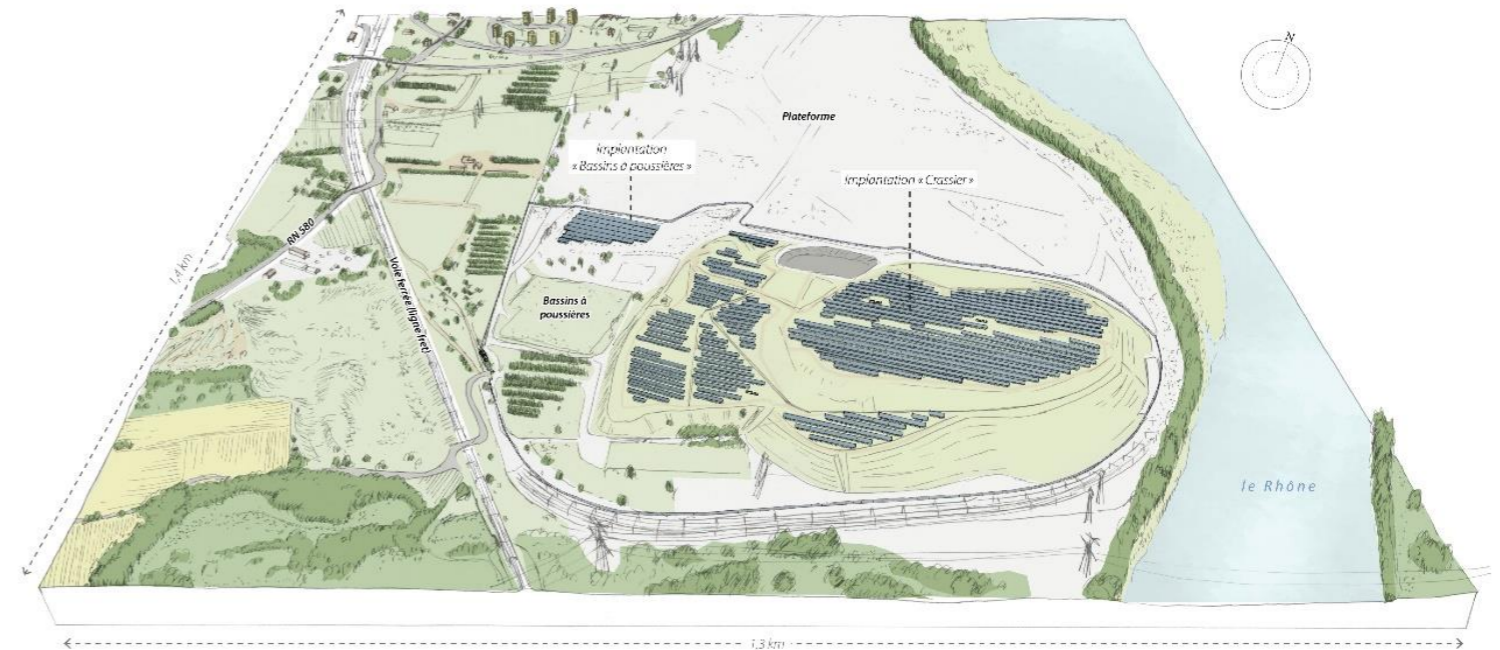 N
Plateforme
Implantation
« Bassins à poussières »
Implantation « Crassier »
RN 580
1,4 km
Voie ferrée (ligne fret)
Bassins à
poussières
le Rhône
1,3 km